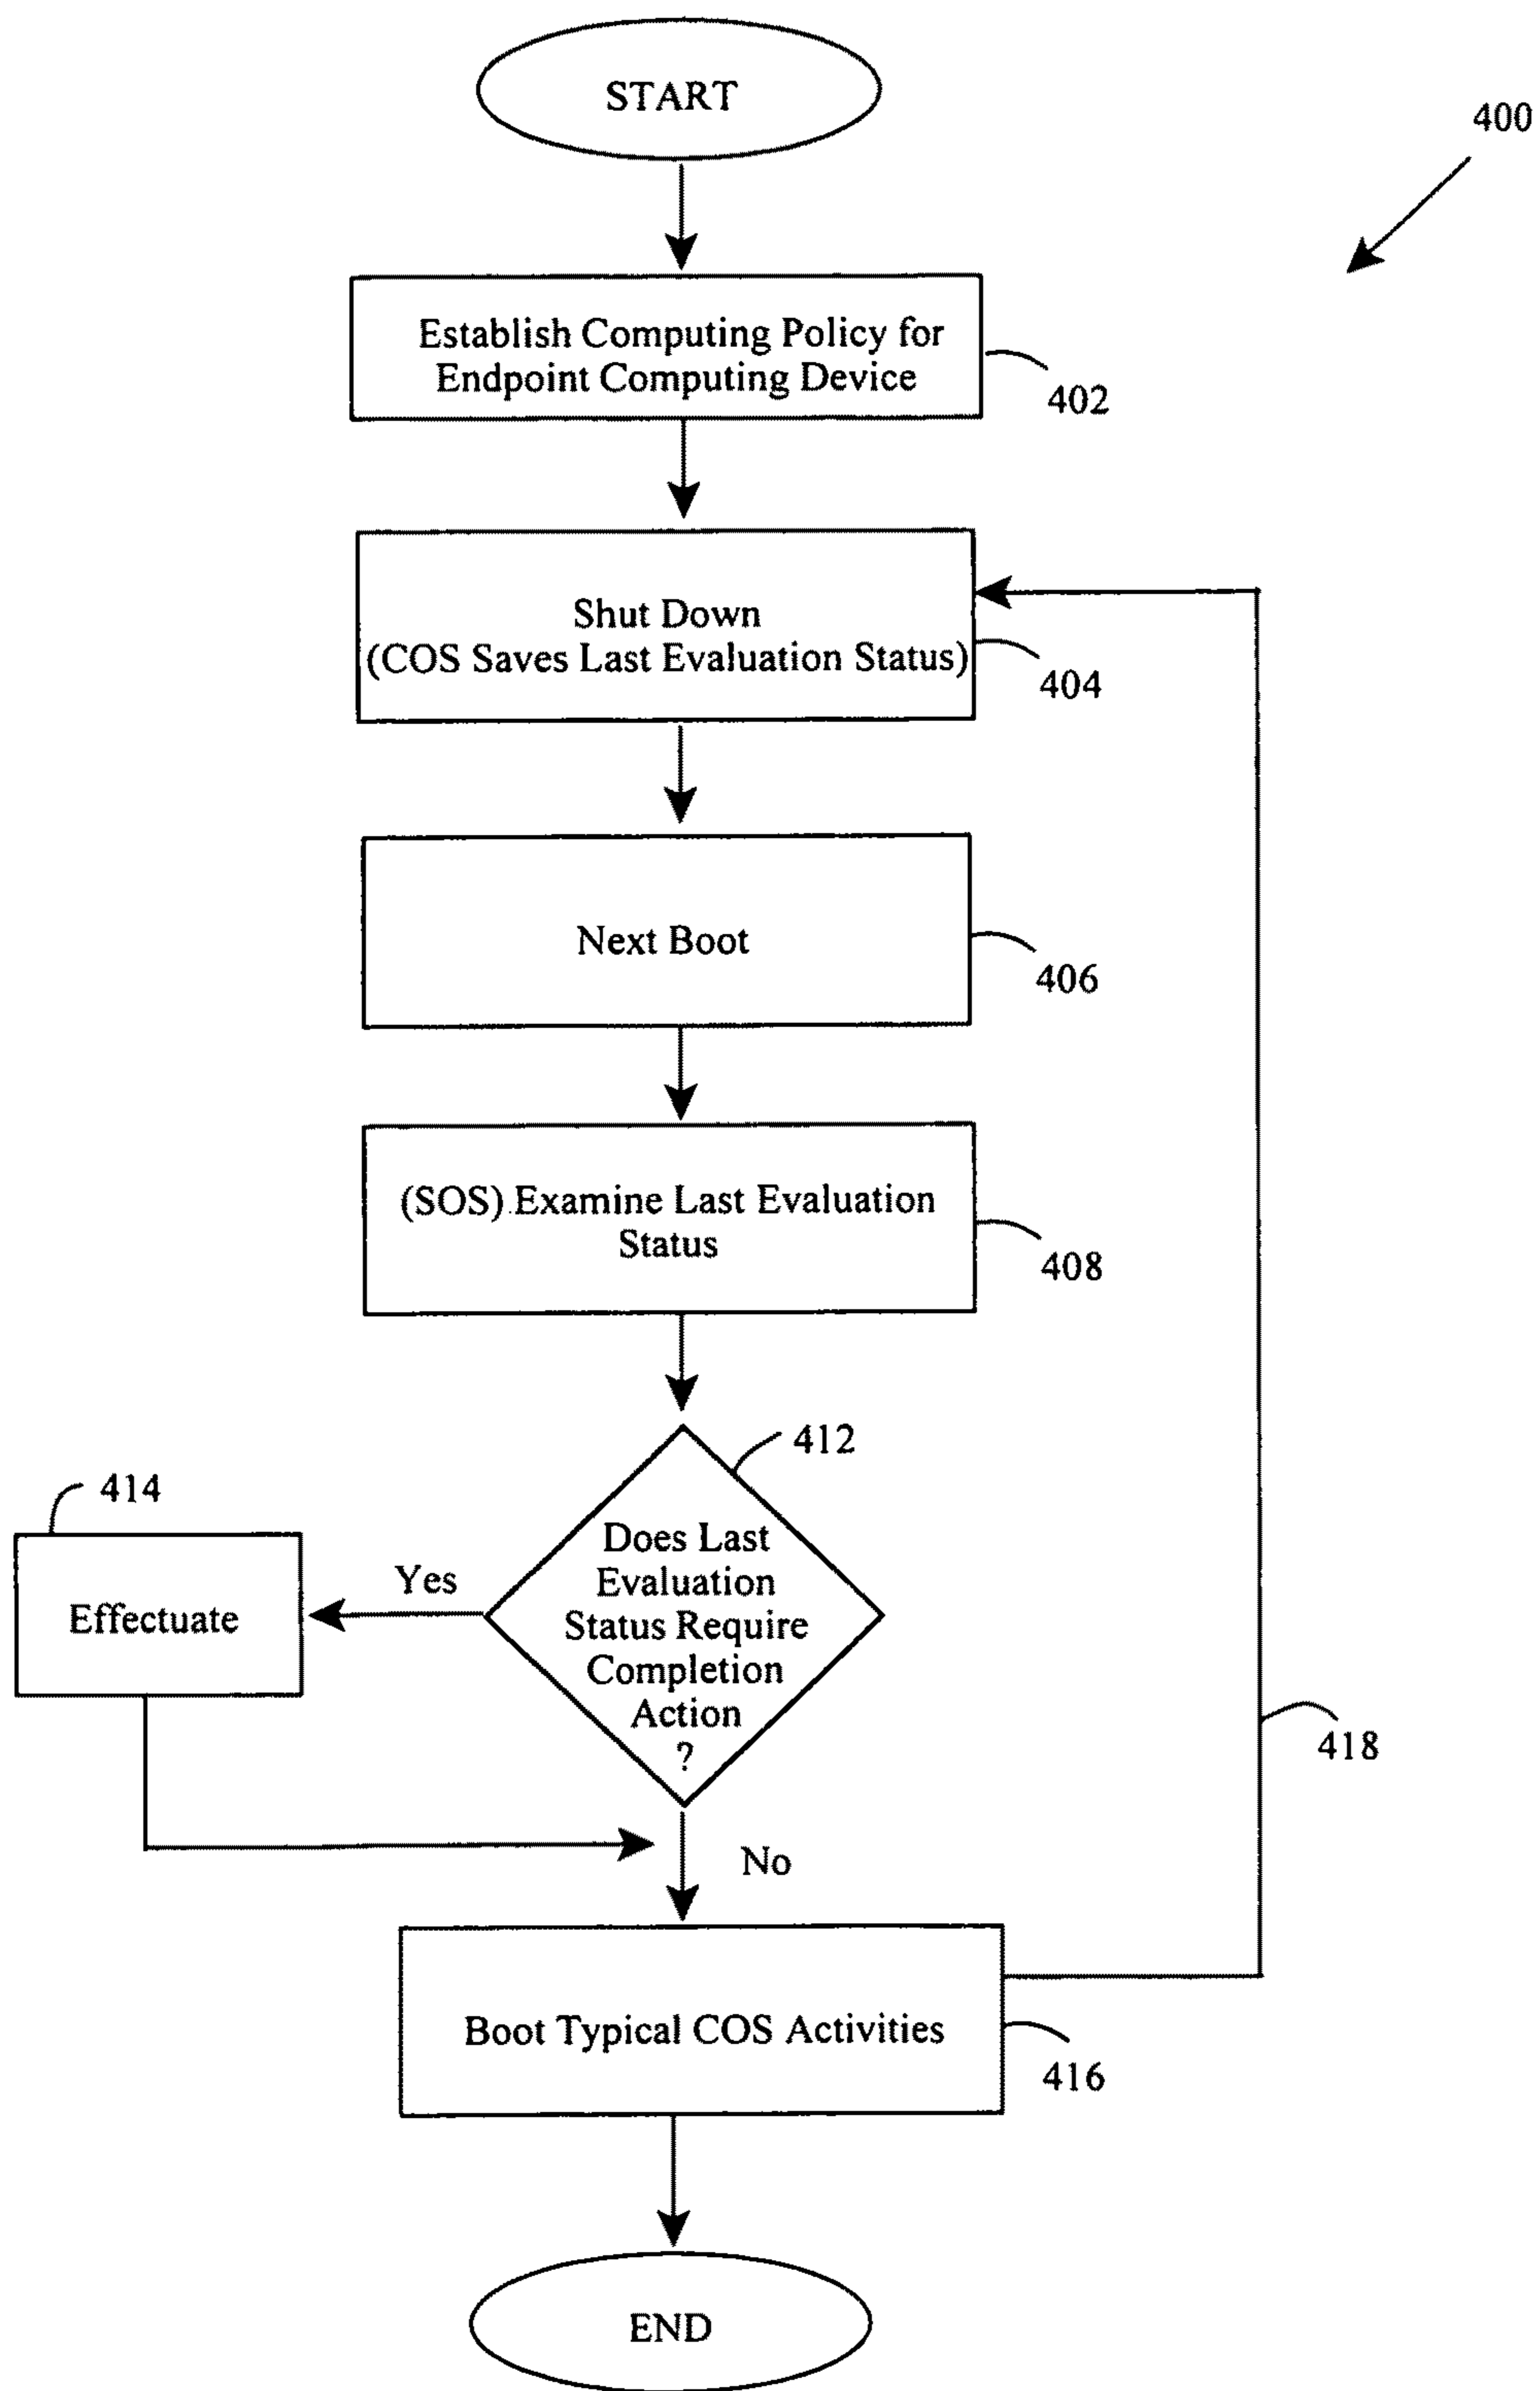 START
400
Establish Computing Policy for
Endpoint Computing Device
402
Shut Down
(COS Saves Last Evaluation Status)
404
Next Boot
406
(SOS) Examine Last Evaluation
Status
408
412
414
Does Last
Evaluation
Status Require
Completion
Action
?
Yes
Effectuate
418
No
Boot Typical COS Activities
416
END